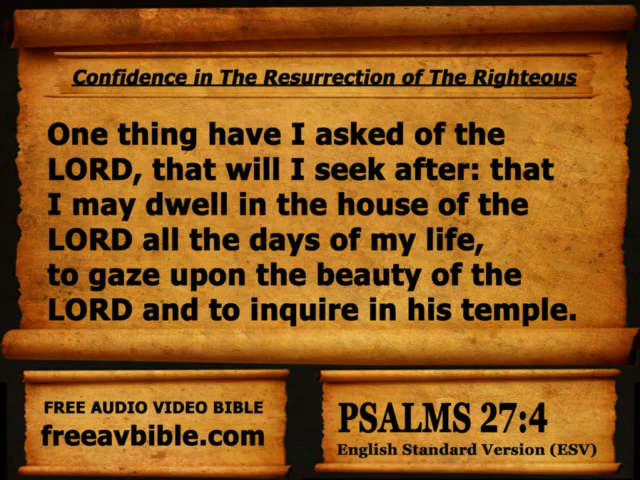 Confidence in The Resurrection of The Righteous
One thing have I asked of the
LORD, that will I seek after: that
I may dwell in the house of the
LORD all the days of my life,
to gaze upon the beauty of the
LORD and to inquire in his temple.
FREE AUDIO VIDEO BIBLE
freeavbible.com
PSALMS 27:4
English Standard Version (ESV)